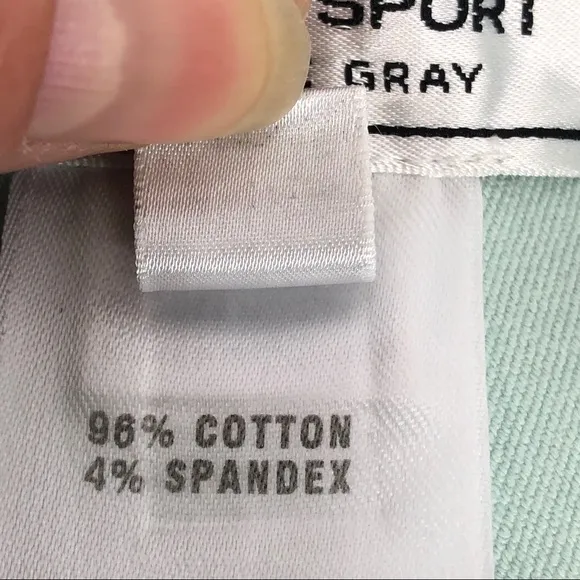 SPORT
GRAY
96% COTTON
4% SPANDEX